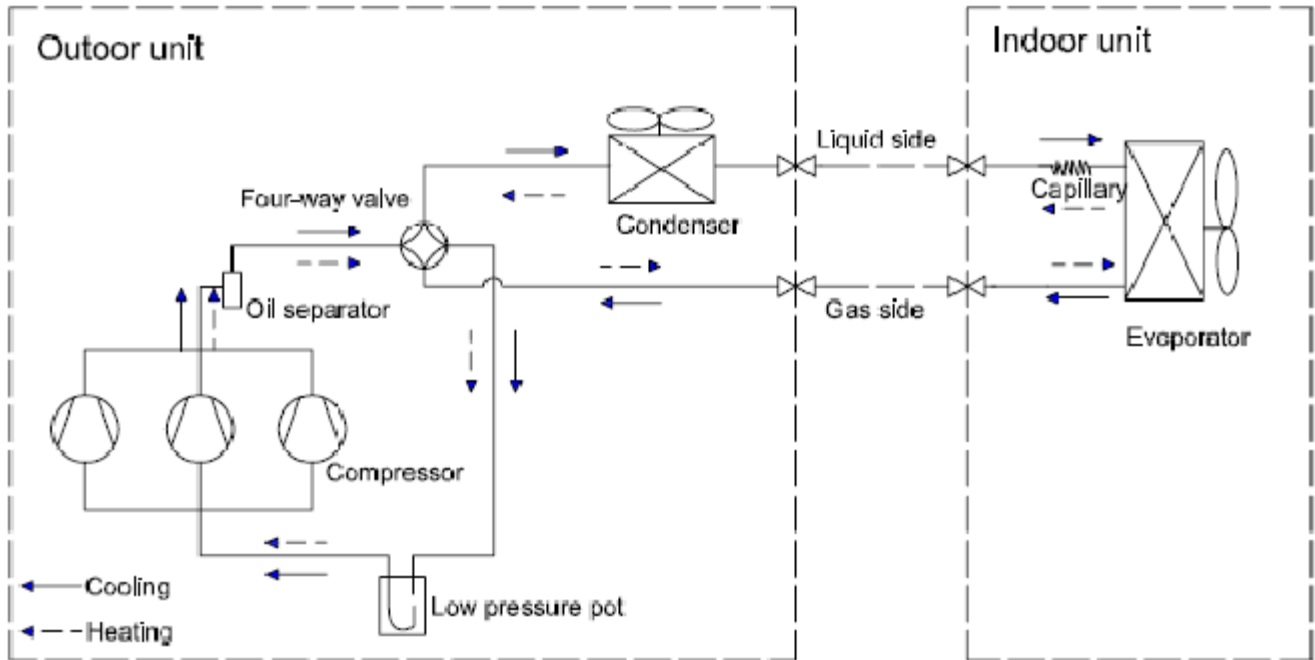 Outoor unit
Indoor unit
Liquid side
Capillary
Four-way valve
Condenser
Oil separator
Gas side
Evaporator
Compressor
Cooling
Low pressure pot
Heating